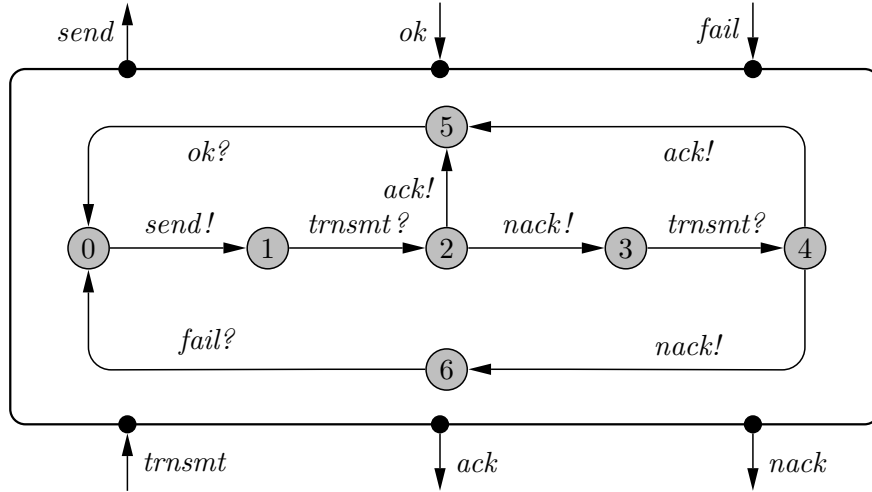 send ok fail
5
ok? ack! ack!
0 send! 1 trnsmt? 2 nack! 3 trnsmt? 4
fail? 6 nack!
trnsmt ack nack